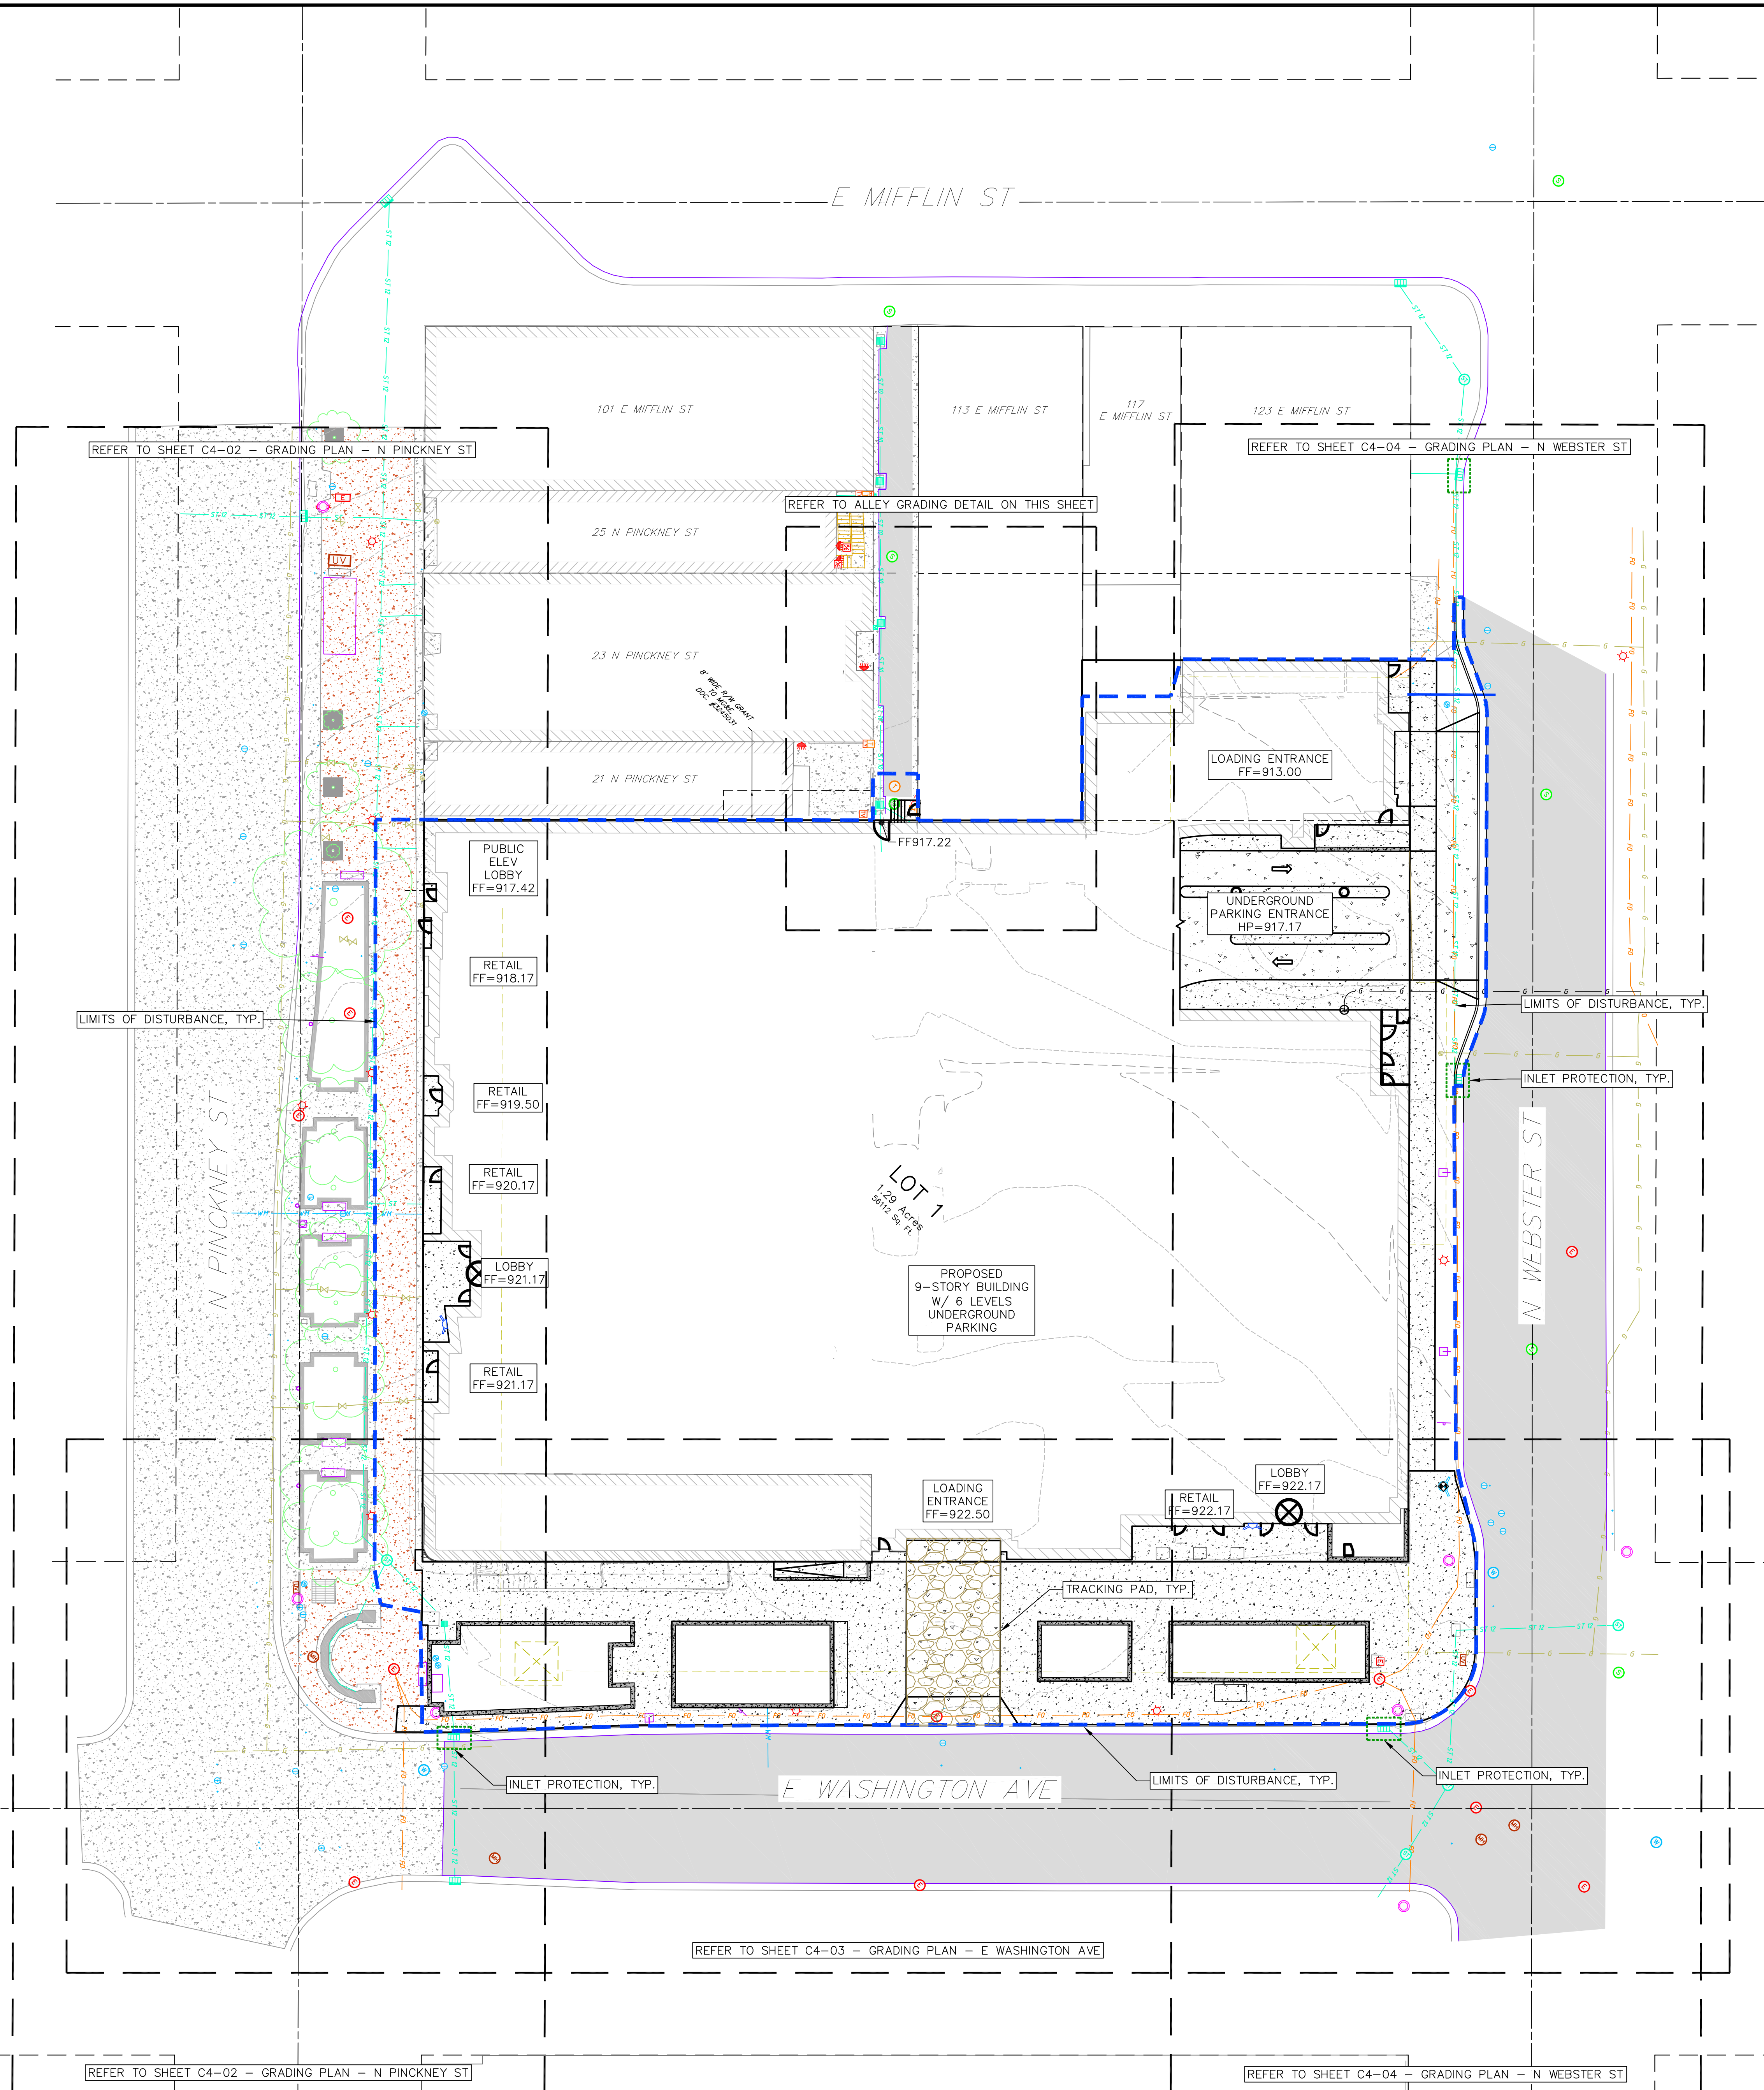 E MIFFLIN ST
101 E MIFFLIN ST
113 E MIFFLIN ST
117
E MIFFLIN ST
123 E MIFFLIN ST
REFER TO SHEET C4-02 - GRADING PLAN - N PINCKNEY ST
REFER TO SHEET C4-04 - GRADING PLAN - N WEBSTER ST
REFER TO ALLEY GRADING DETAIL ON THIS SHEET
25 N PINCKNEY ST
UV
23 N PINCKNEY ST
8' WIDE R/W GRANT
TO MG&E
DOC. #3245031
21 N PINCKNEY ST
LOADING ENTRANCE
FF=913.00
FF917.22
PUBLIC
ELEV
LOBBY
FF=917.42
UNDERGROUND
PARKING ENTRANCE
HP=917.17
RETAIL
FF=918.17
LIMITS OF DISTURBANCE, TYP.
LIMITS OF DISTURBANCE, TYP.
INLET PROTECTION, TYP.
RETAIL
FF=919.50
N PINCKNEY ST
N WEBSTER ST
RETAIL
FF=920.17
LOT 1
1.29 Acres
56112 Sq. Ft.
LOBBY
FF=921.17
PROPOSED
9-STORY BUILDING
W/ 6 LEVELS
UNDERGROUND
PARKING
RETAIL
FF=921.17
LOADING
ENTRANCE
FF=922.50
LOBBY
FF=922.17
RETAIL
FF=922.17
TRACKING PAD, TYP.
INLET PROTECTION, TYP.
E WASHINGTON AVE
LIMITS OF DISTURBANCE, TYP.
INLET PROTECTION, TYP.
REFER TO SHEET C4-03 - GRADING PLAN - E WASHINGTON AVE
REFER TO SHEET C4-02 - GRADING PLAN - N PINCKNEY ST
REFER TO SHEET C4-04 - GRADING PLAN - N WEBSTER ST